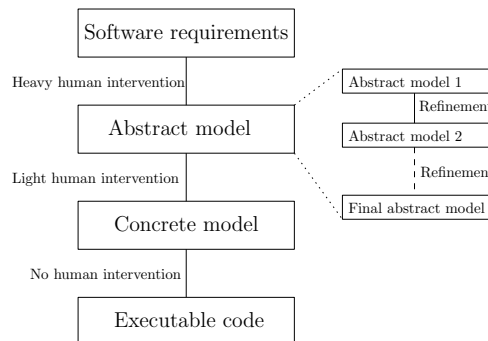 Software requirements
Heavy human intervention
Abstract model
Light human intervention
Concrete model
No human intervention
Executable code
Abstract model 1
Refinement
Abstract model 2
Refinement
Final abstract model